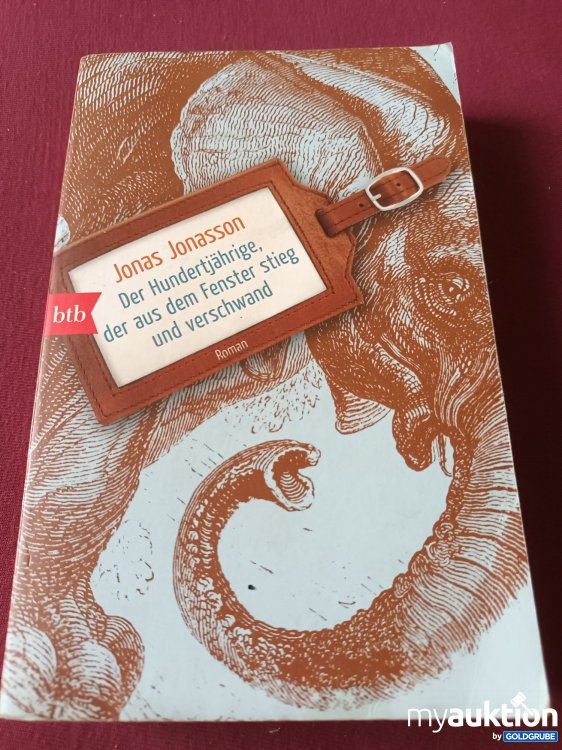 Jonas Jonasson
Der Hundertjährige,
der aus dem Fenster stieg
und verschwand
btb
Roman
myauktion
by GOLDGRUBE